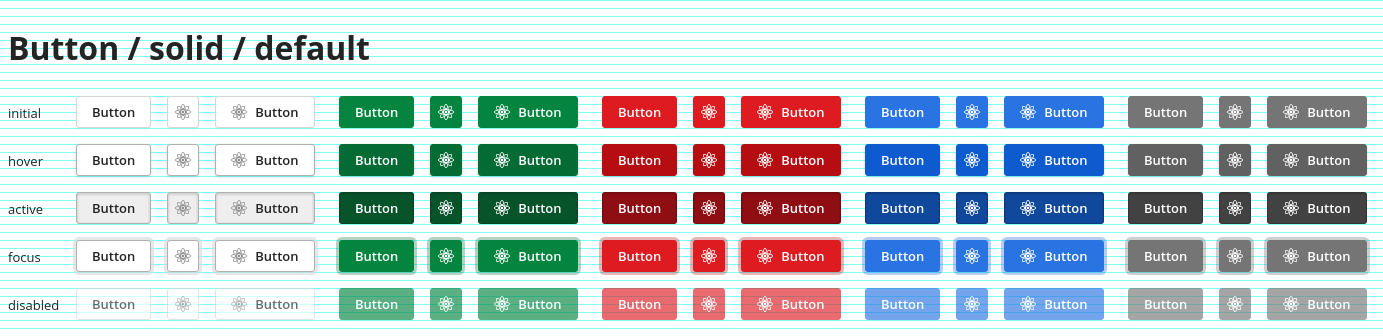 Button / solid / default
initial Button Button Button Button Button Button Button Button Button Button
hover Button Button Button Button Button Button Button Button Button Button
active Button Button Button Button Button Button Button Button Button Button
focus Button Button Button Button Button Button Button Button Button Button
disabled Button Button Button Button Button Button Button Button Button Button